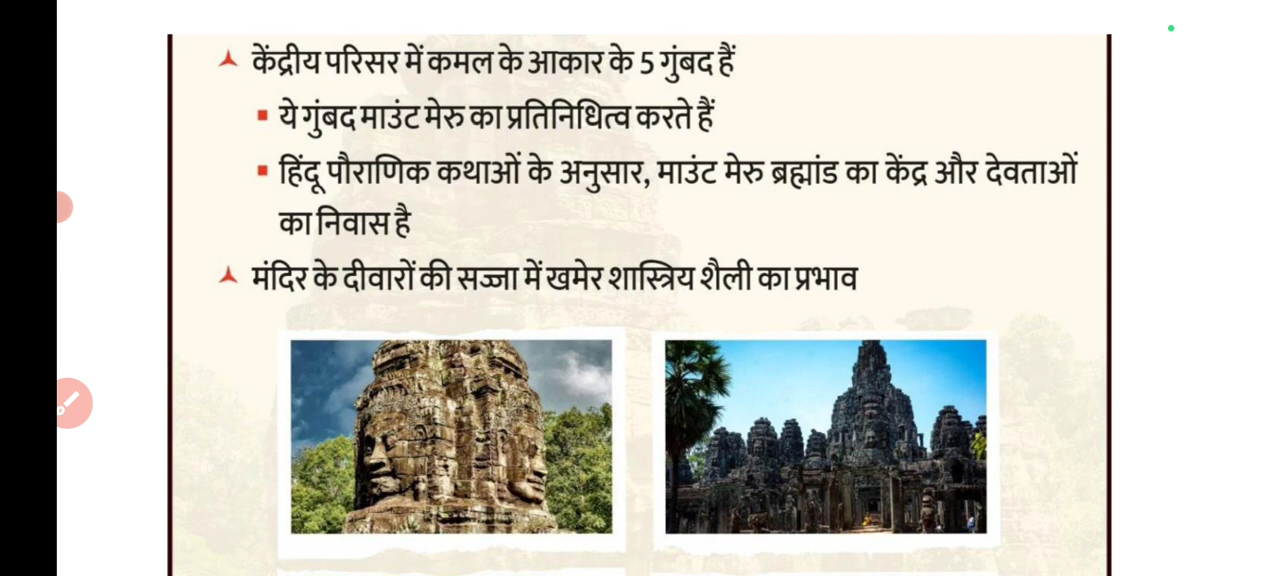 केंद्रीय परिसर में कमल के आकार के 5 गुंबद हैं
ये गुंबद माउंट मेरु का प्रतिनिधित्व करते हैं
हिंदू पौराणिक कथाओं के अनुसार, माउंट मेरु ब्रह्मांड का केंद्र और देवताओं
का निवास है
मंदिर के दीवारों की सज्जा में खमेर शास्त्रिय शैली का प्रभाव